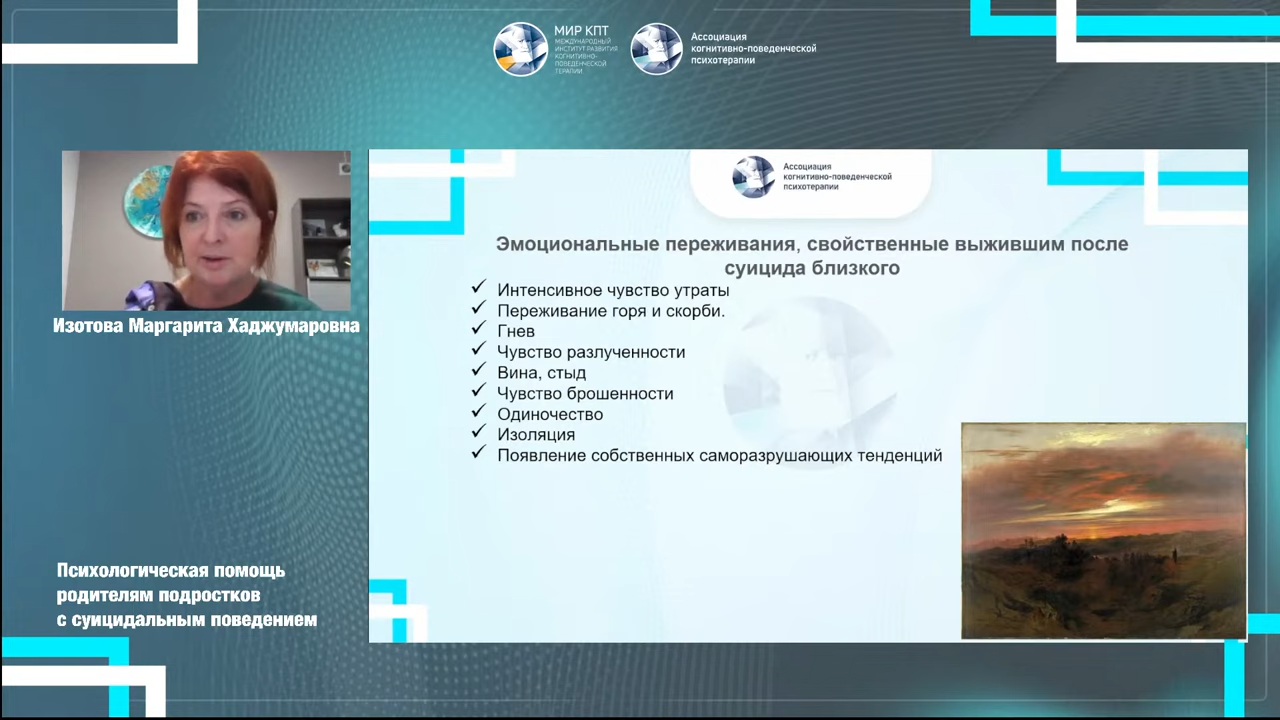 МИР КПТ
МЕЖДУНАРОДНЫЙ
ИНСТИТУТ РАЗВИТИЯ
КОГНИТИВНО-
ПОВЕДЕНЧЕСКОЙ
ТЕРАПИИ
Ассоциация
когнитивно-поведенческой
психотерапии
Изотова Маргарита Хаджумаровна
Психологическая помощь
родителям подростков
с суицидальным поведением
Ассоциация
когнитивно-поведенческой
психотерапии
Эмоциональные переживания, свойственные выжившим после
суицида близкого
✓ Интенсивное чувство утраты
✓ Переживание горя и скорби.
✓ Гнев
✓ Чувство разлученности
✓ Вина, стыд
✓ Чувство брошенности
✓ Одиночество
✓ Изоляция
✓ Появление собственных саморазрушающих тенденций